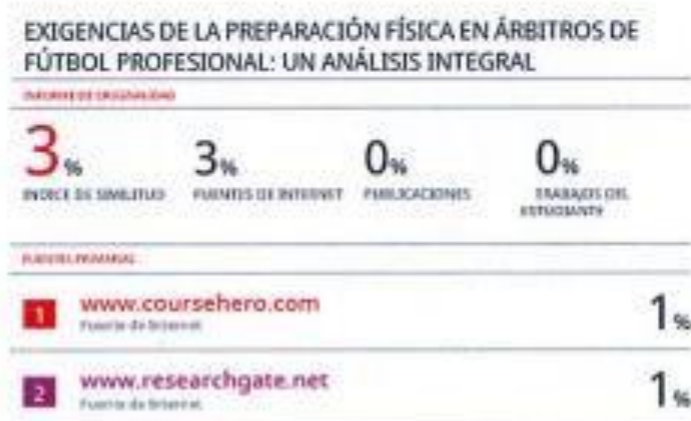 EXIGENCIAS DE LA PREPARACIÓN FÍSICA EN ÁRBITROS DE
FÚTBOL PROFESIONAL: UN ANÁLISIS INTEGRAL
INFORME DE ORIGINALIDAD
3% 3% 0% 0%
INDICE DE SIMILITUD FUENTES DE INTERNET PUBLICACIONES TRABAJOS DEL
ESTUDIANTE
FUENTES PRIMARIAS
1 www.coursehero.com 1%
Fuente de Internet
2 www.researchgate.net 1%
Fuente de Internet